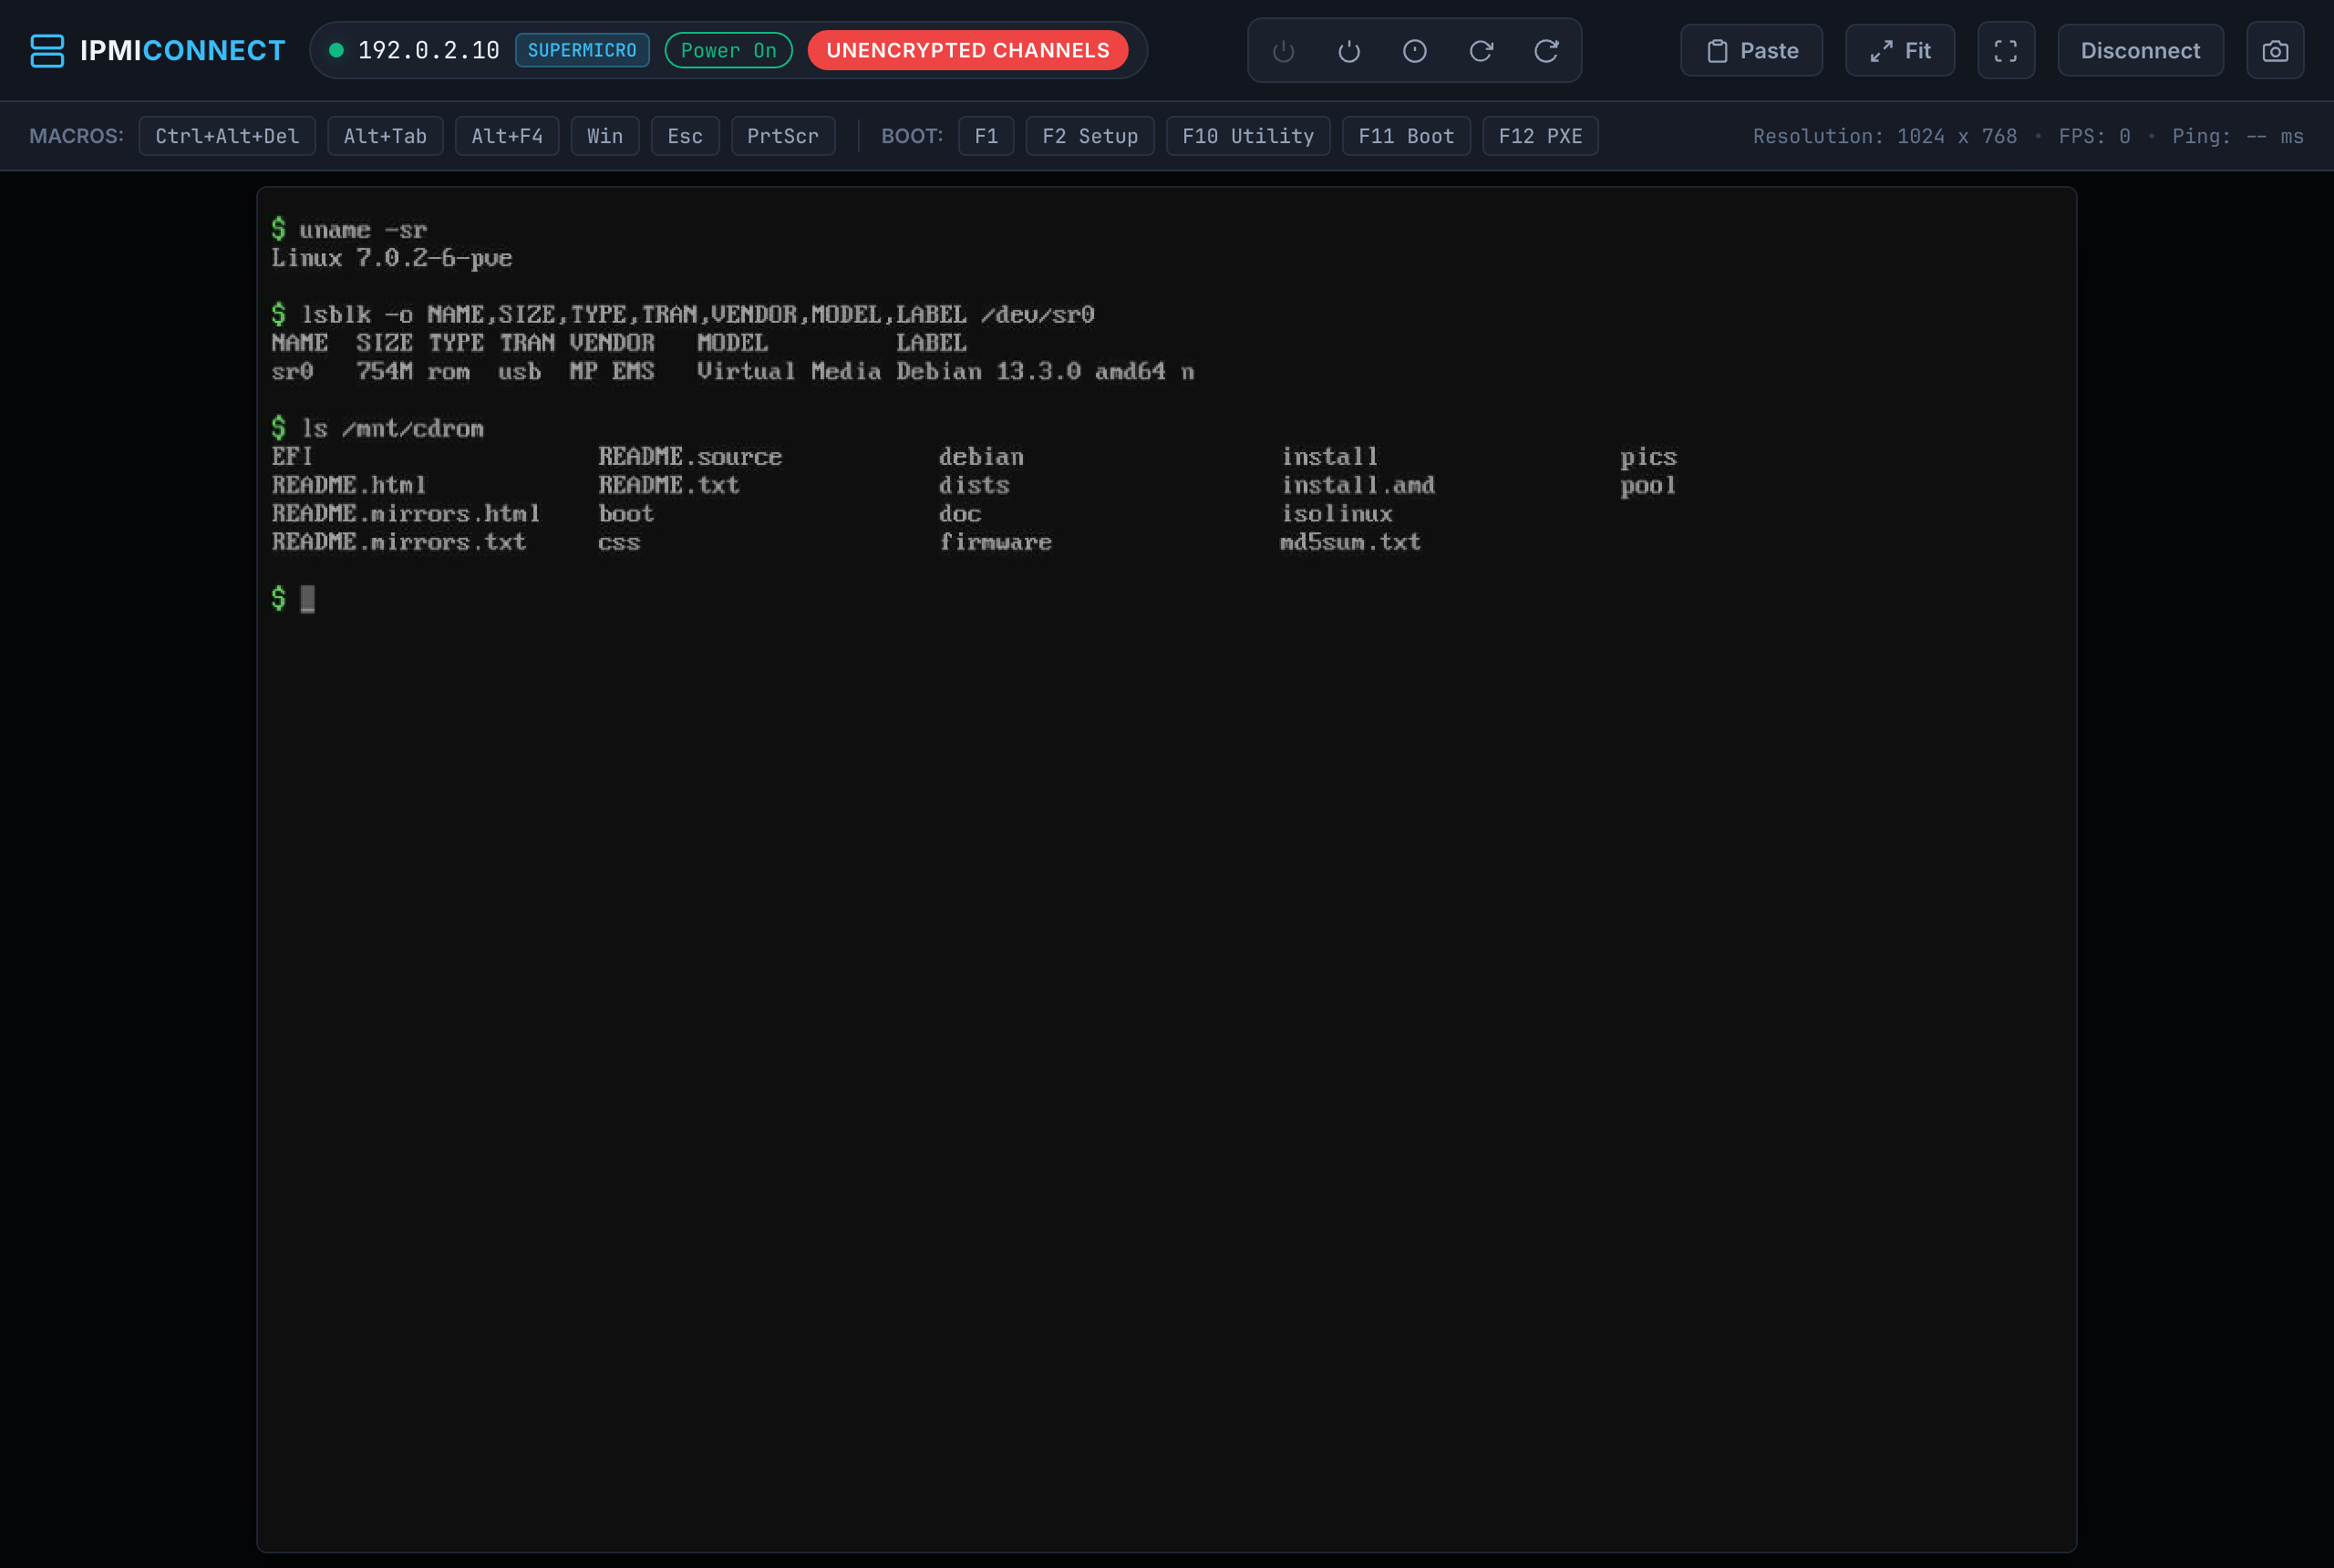 IPMICONNECT 192.0.2.10 SUPERMICRO Power On UNENCRYPTED CHANNELS Paste Fit Disconnect
MACROS: Ctrl+Alt+Del Alt+Tab Alt+F4 Win Esc PrtScr BOOT: F1 F2 Setup F10 Utility F11 Boot F12 PXE Resolution: 1024 x 768 • FPS: 0 • Ping: -- ms
$ uname -sr
Linux 7.0.2-6-pve
$ lsblk -o NAME,SIZE,TYPE,TRAN,VENDOR,MODEL,LABEL /dev/sr0
NAME SIZE TYPE TRAN VENDOR MODEL LABEL
sr0 754M rom usb MP EMS Virtual Media Debian 13.3.0 amd64 n
$ ls /mnt/cdrom
EFI README.source debian install pics
README.html README.txt dists install.amd pool
README.mirrors.html boot doc isolinux
README.mirrors.txt css firmware md5sum.txt
$ _